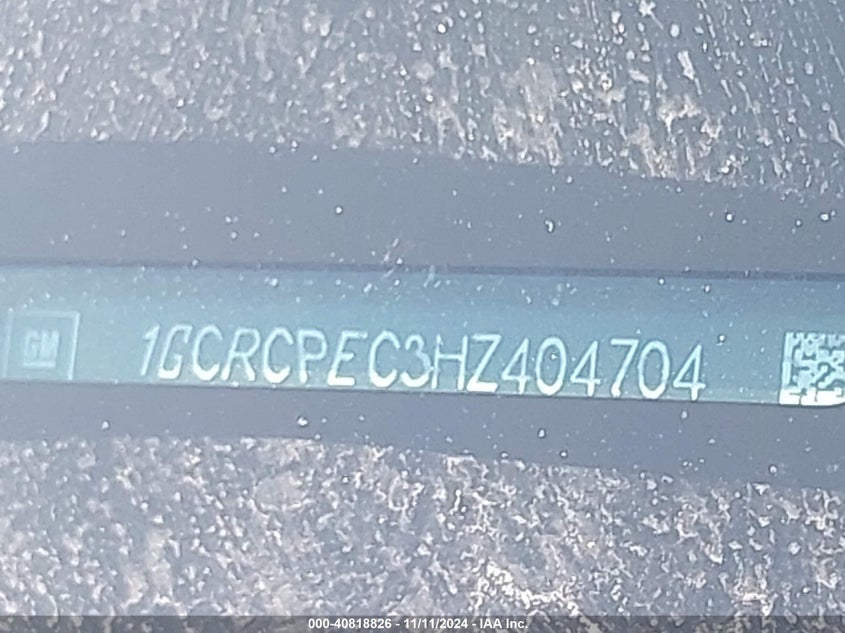 GM 1GCRCPEC3HZ404704
000-40818826 - 11/11/2024 - IAA Inc.